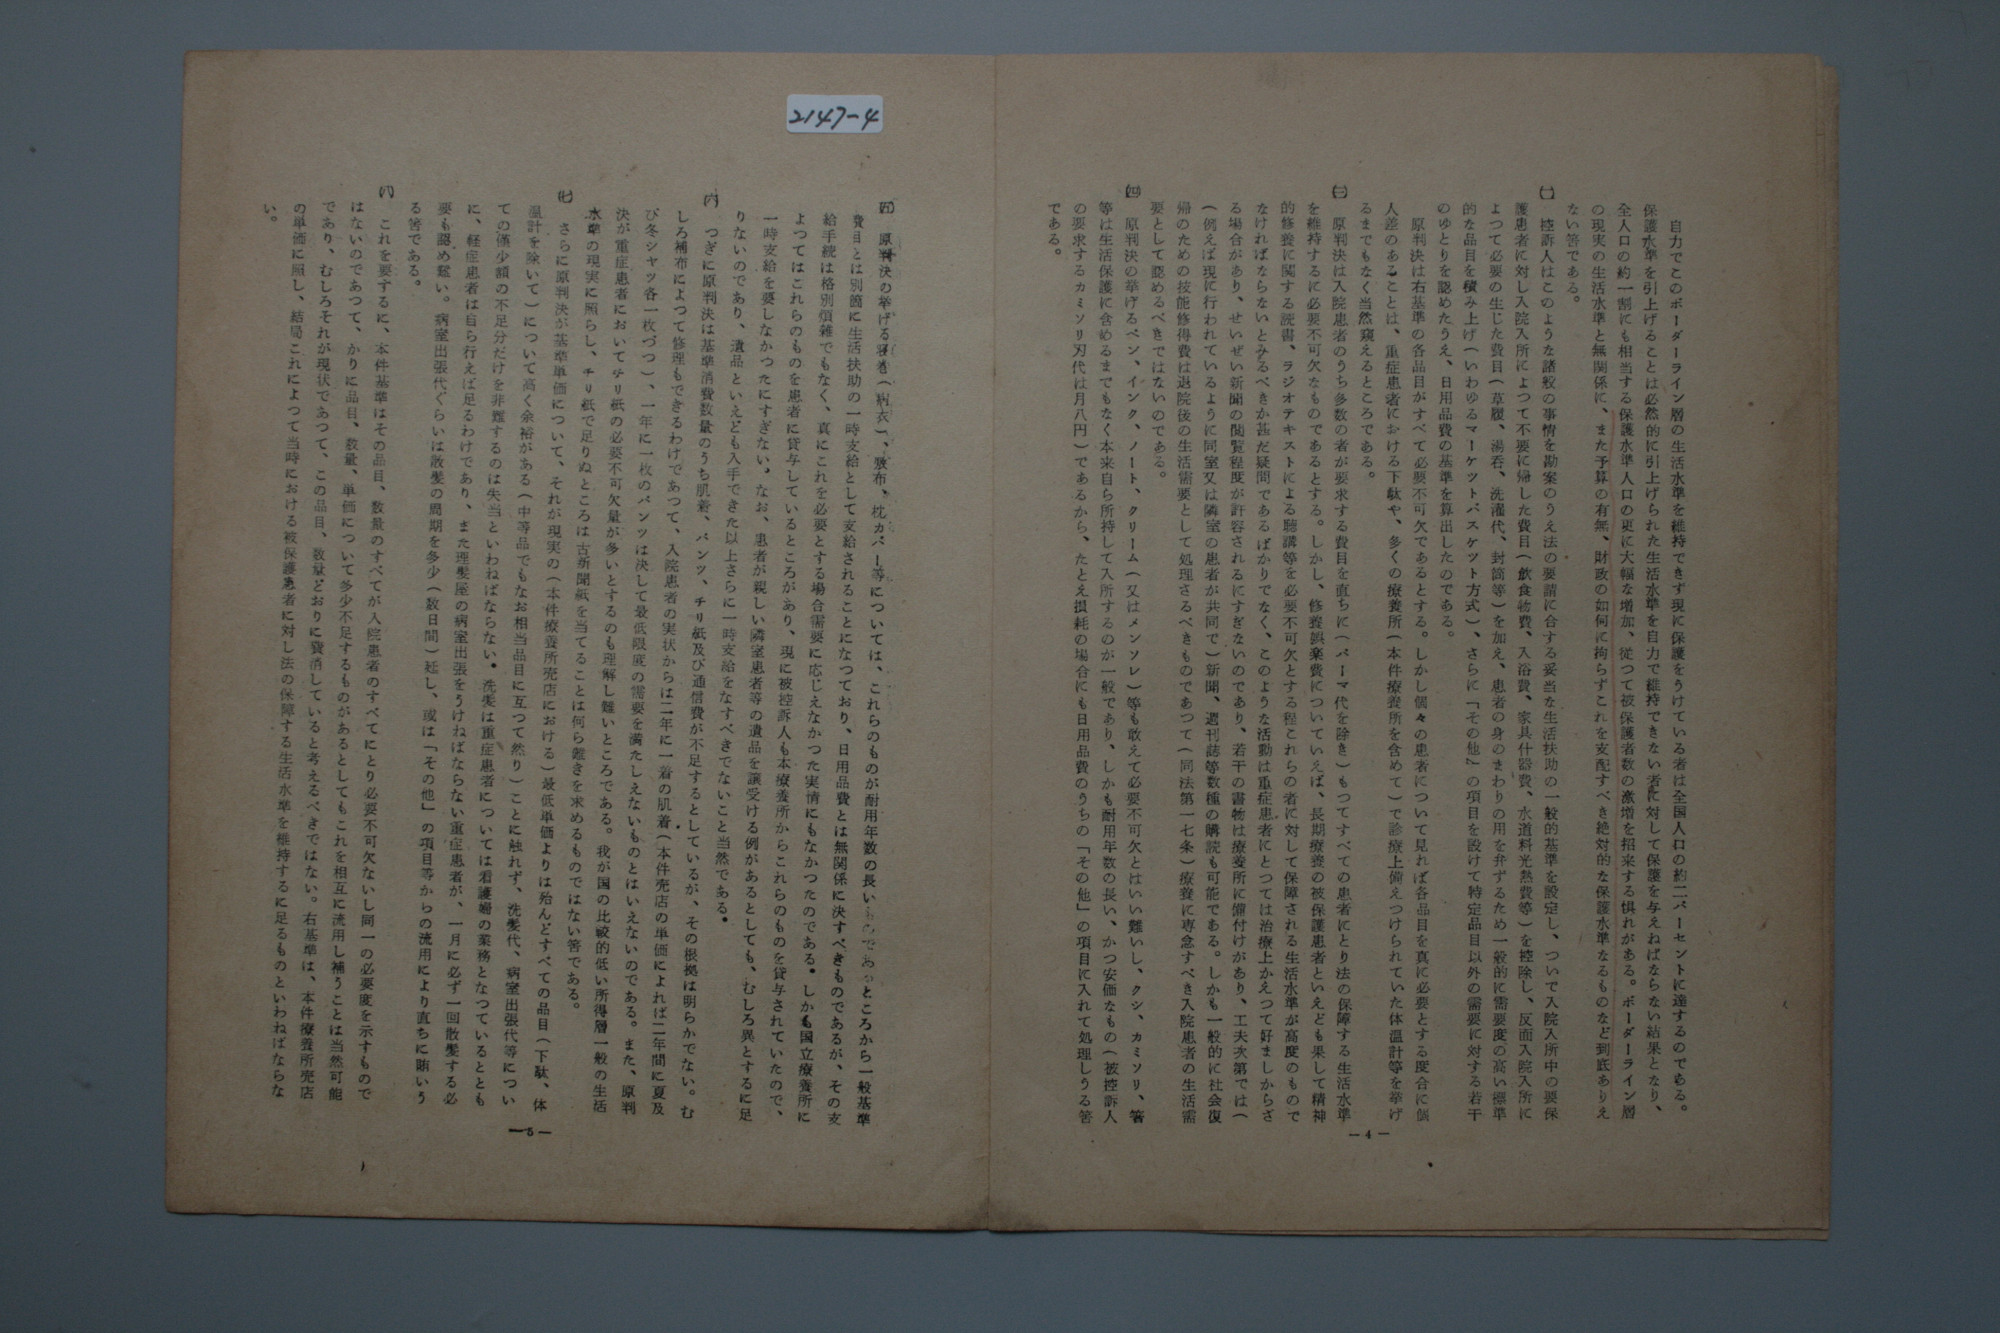 2147-4
自力でこのボーダーライン層の生活水準を維持できず現に保護をうけている者は全国人口の約二パーセントに達するのである。
保護水準を引上げることは必然的に引上げられた生活水準を自力で維持できない者に対して保護を与えねばならない結果となり、
全人口の約一割にも相当する保護水準人口の更に大幅な増加、従つて被保護者数の激増を招来する惧れがある。ボーダーライン層
の現実の生活水準と無関係に、また予算の有無、財政の如何に拘らずこれを支配すべき絶対的な保護水準なるものなど到底ありえ
ない筈である。
㈡ 控訴人はこのような諸般の事情を勘案のうえ法の要請に合する妥当な生活扶助の一般的基準を設定し、ついで入院入所中の要保
護患者に対し入院入所によつて不要に帰した費目(飲食物費、入浴費、家具什器費、水道料光熱費等)を控除し、反面入院入所に
よつて必要の生じた費目(草履、湯呑、洗濯代、封筒等)を加え、患者の身のまわりの用を弁ずるため一般的に需要度の高い標準
的な品目を積み上げ(いわゆるマーケットバスケット方式)、さらに「その他」の項目を設けて特定品目以外の需要に対する若干
のゆとりを認めたうえ、日用品費の基準を算出したのである。
原判決は右基準の各品目がすべて必要不可欠であるとする。しかし個々の患者について見れば各品目を真に必要とする度合に個
人差のあることは、重症患者における下駄や、多くの療養所(本件療養所を含めて)で診療上備えつけられていた体温計等を挙げ
るまでもなく当然窺えるところである。
㈢ 原判決は入院患者のうち多数の者が要求する費目を直ちに(パーマ代を除き)もつてすべての患者にとり法の保障する生活水準
を維持するに必要不可欠なものであるとする。しかし、修養娯楽費についていえば、長期療養の被保護患者といえども果して精神
的修養に関する読書、ラジオテキストによる聴講等を必要不可欠とする程これらの者に対して保障される生活水準が高度のもので
なければならないとみるべきか甚だ疑問であるばかりでなく、このような活動は重症患者にとつては治療上かえつて好ましからざ
る場合があり、せいぜい新聞の閲覧程度が許容されるにすぎないのであり、若干の書物は療養所に備付けがあり、工夫次第では(
(例えば現に行われているように同室又は隣室の患者が共同で)新聞、週刊誌等数種の購読も可能である。しかも一般的に社会復
帰のための技能修得費は退院後の生活需要として処理さるべきものであつて(同法第一七条)療養に専念すべき入院患者の生活需
要として認めるべきではないのである。
㈣ 原判決の挙げるペン、インク、ノート、クリーム(又はメンソレ)等も敢えて必要不可欠とはいい難いし、クシ、カミソリ、箸
等は生活保護に含めるまでもなく本来自ら所持して入所するのが一般であり、しかも耐用年数の長い、かつ安価なもの(被控訴人
の要求するカミソリ刃代は月八円)であるから、たとえ損耗の場合にも日用品費のうちの「その他」の項目に入れて処理しうる筈
である。
—4—
㈤ 原判決の挙げる寝巻(病衣)、敷布、枕カバー等については、これらのものが耐用年数の長いものであるところから一般基準
費目とは別箇に生活扶助の一時支給として支給されることになつており、日用品費とは無関係に決すべきものであるが、その支
給手続は格別煩雑でもなく、真にこれを必要とする場合需要に応じえなかつた実情にもなかつたのである。しかも国立療養所に
よつてはこれらのものを患者に貸与しているところがあり、現に被控訴人も本療養所からこれらのものを貸与されていたので、
一時支給を要しなかつたにすぎない。なお、患者が親しい隣室患者等の遺品を譲受ける例があるとしても、むしろ異とするに足
りないのであり、遺品といえども入手できた以上さらに一時支給をなすべきでないこと当然である。
㈥ つぎに原判決は基準消費数量のうち肌着、パンツ、チリ紙及び通信費が不足するとしているが、その根拠は明らかでない。む
しろ補布によつて修理もできるわけであつて、入院患者の実状からは二年に一着の肌着(本件売店の単価によれば二年間に夏及
び冬シヤツ各一枚づつ)、一年に一枚のパンツは決して最低限度の需要を満たしえないものとはいえないのである。また、原判
決が重症患者においてチリ紙の必要不可欠量が多いとするのも理解し難いところである。我が国の比較的低い所得層一般の生活
水準の現実に照らし、チリ紙で足りぬところは古新聞紙を当てることは何ら難きを求めるものではない筈である。
㈦ さらに原判決が基準単価について、それが現実の(本件療養所売店における)最低単価よりは殆んどすべての品目(下駄、体
温計を除いて)について高く余裕がある(中等品でもなお相当品目に亙つて然り)ことに触れず、洗髪代、病室出張代等につい
ての僅少額の不足分だけを非難するのは失当といわねばならない。洗髪は重症患者については看護婦の業務となつているととも
に、軽症患者は自ら行えば足るわけであり、また理髪屋の病室出張をうけねばならない重症患者が、一月に必ず一回散髪する必
要も認め難い。病室出張代ぐらいは散髪の周期を多少(数日間)延し、或は「その他」の項目等からの流用により直ちに賄いう
る筈である。
㈧ これを要するに、本件基準はその品目、数量のすべてが入院患者のすべてにとり必要不可欠ないし同一の必要度を示すもので
はないのであつて、かりに品目、数量、単価について多少不足するものがあるとしてもこれを相互に流用し補うことは当然可能
であり、むしろそれが現状であつて、この品目、数量どおりに費消していると考えるべきではない。右基準は、本件療養所売店
の単価に照し、結局これによつて当時における被保護患者に対し法の保障する生活水準を維持するに足るものといわねばならな
い。
—5—